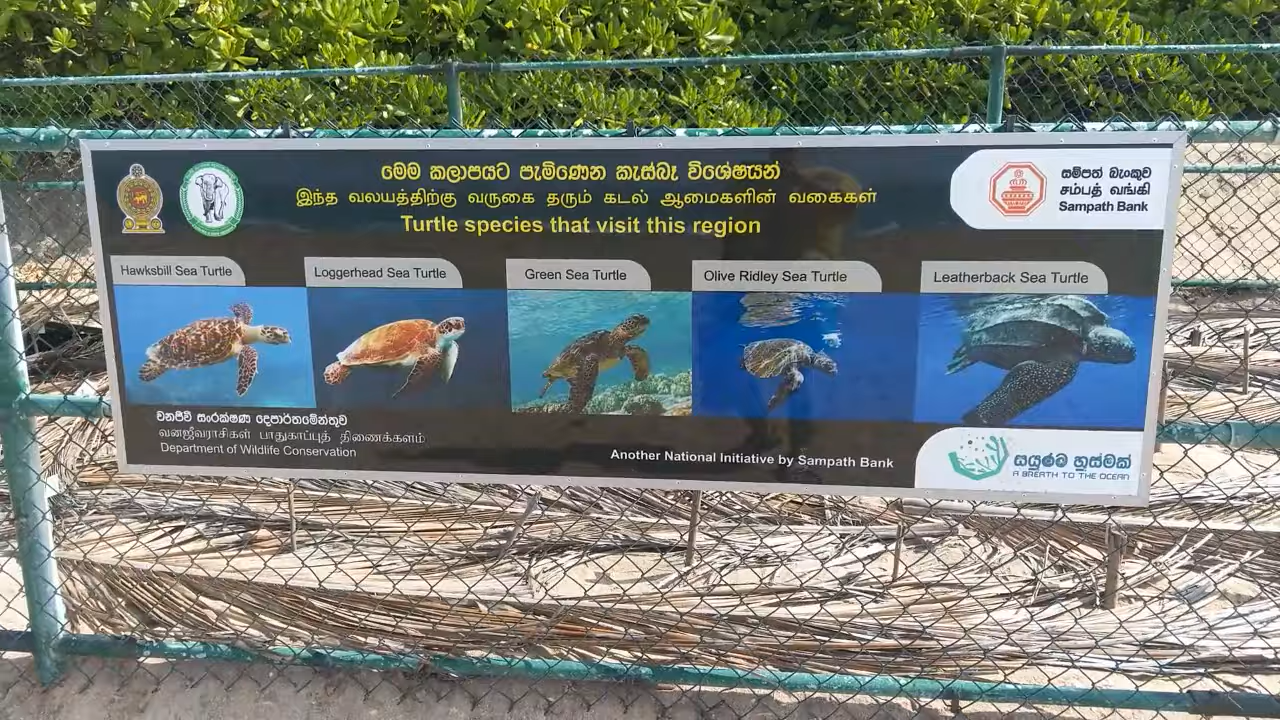 මෙම කලාපයට පැමිණෙන කැස්බෑ විශේෂයන්
இந்த வலயத்திற்கு வருகை தரும் கடல் ஆமைகளின் வகைகள்
Turtle species that visit this region
සම්පත් බැංකුව
சம்பத் வங்கி
Sampath Bank
Hawksbill Sea Turtle
Loggerhead Sea Turtle
Green Sea Turtle
Olive Ridley Sea Turtle
Leatherback Sea Turtle
වනජීවී සංරක්ෂණ දෙපාර්තමේන්තුව
வனஜீவராசிகள் பாதுகாப்புத் திணைக்களம்
Department of Wildlife Conservation
Another National Initiative by Sampath Bank
සයුරුබ හුස්මක්
A BREATH TO THE OCEAN